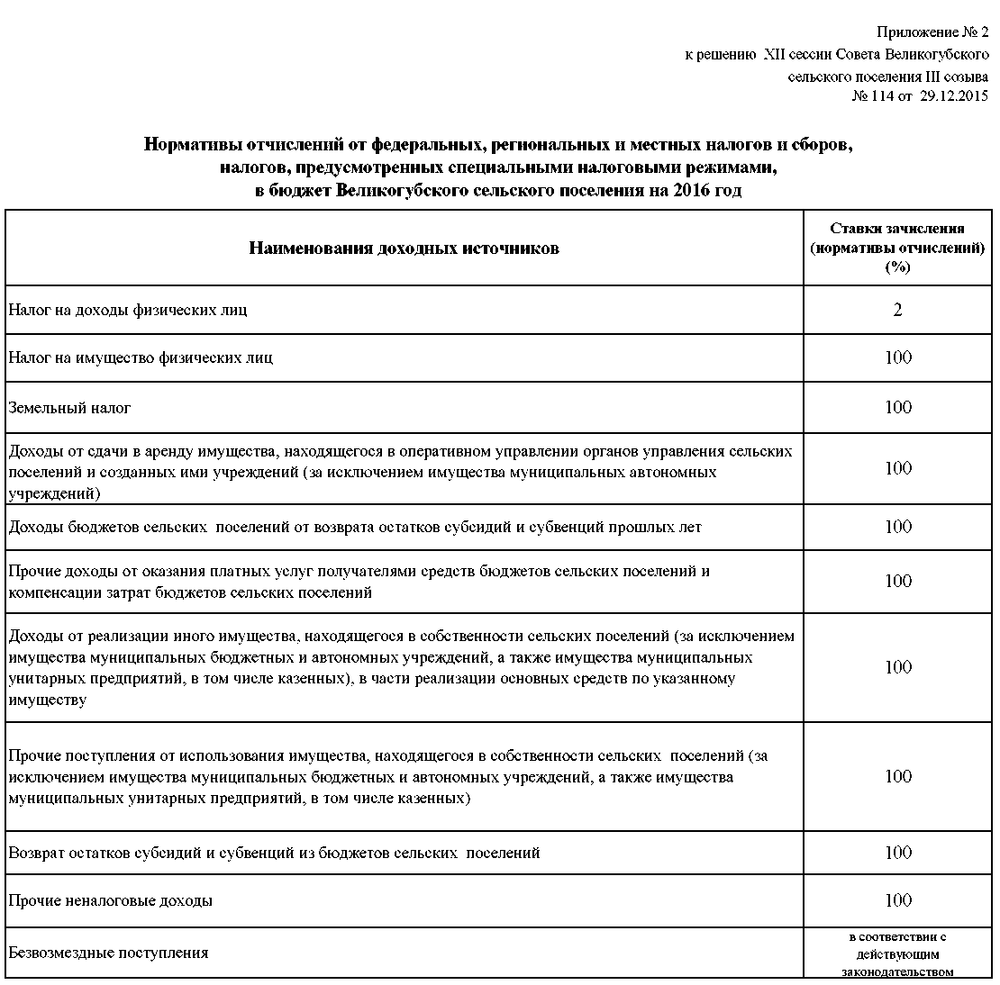 Приложение № 2
к решению  XII сессии Совета Великогубского
сельского поселения III созыва
№ 114 от  29.12.2015
Нормативы отчислений от федеральных, региональных и местных налогов и сборов,
налогов, предусмотренных специальными налоговыми режимами,
в бюджет Великогубского сельского поселения на 2016 год
Наименования доходных источников
Ставки зачисления
(нормативы отчислений)
(%)
Налог на доходы физических лиц
2
Налог на имущество физических лиц
100
Земельный налог
100
Доходы от сдачи в аренду имущества, находящегося в оперативном управлении органов управления сельских
поселений и созданных ими учреждений (за исключением имущества муниципальных автономных
учреждений)
100
Доходы бюджетов сельских  поселений от возврата остатков субсидий и субвенций прошлых лет
100
Прочие доходы от оказания платных услуг получателями средств бюджетов сельских поселений и
компенсации затрат бюджетов сельских поселений
100
Доходы от реализации иного имущества, находящегося в собственности сельских поселений (за исключением
имущества муниципальных бюджетных и автономных учреждений, а также имущества муниципальных
унитарных предприятий, в том числе казенных), в части реализации основных средств по указанному
имуществу
100
Прочие поступления от использования имущества, находящегося в собственности сельских  поселений (за
исключением имущества муниципальных бюджетных и автономных учреждений, а также имущества
муниципальных унитарных предприятий, в том числе казенных)
100
Возврат остатков субсидий и субвенций из бюджетов сельских  поселений
100
Прочие неналоговые доходы
100
Безвозмездные поступления
в соответствии с
действующим
законодательством